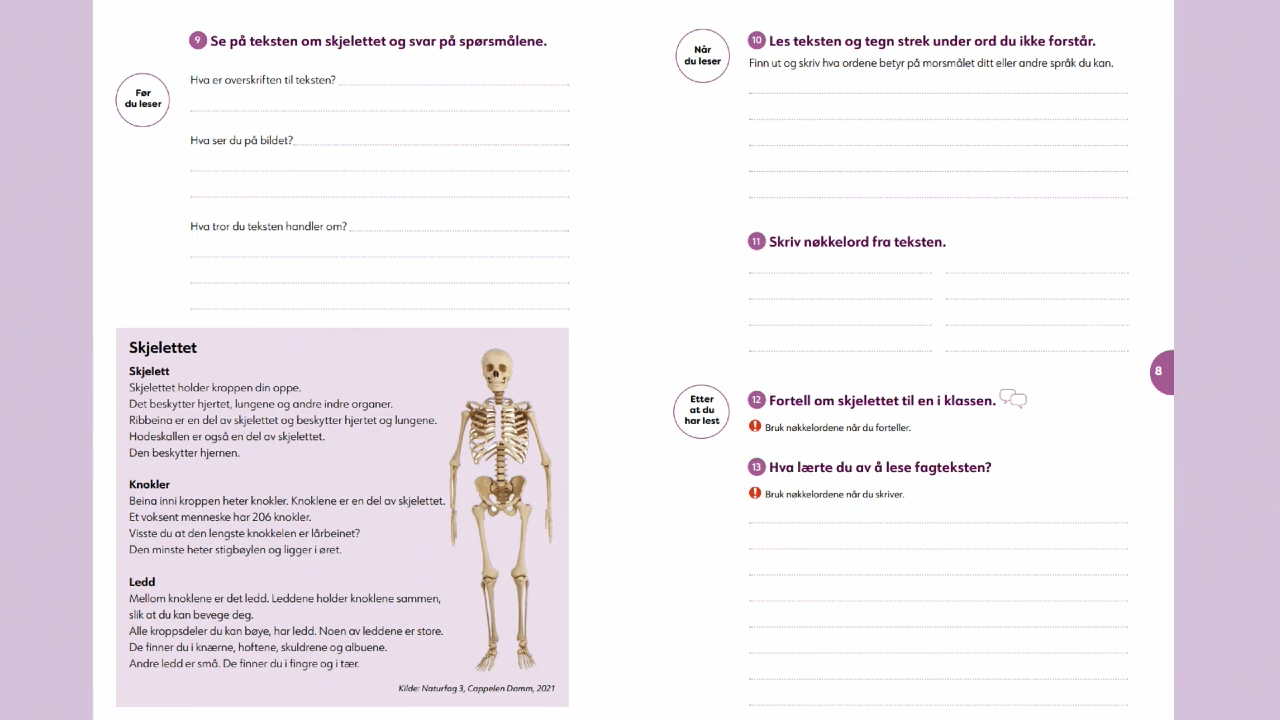 9 Se på teksten om skjelettet og svar på spørsmålene.
Før
du leser
Hva er overskriften til teksten?
Hva ser du på bildet?
Hva tror du teksten handler om?
Skjelettet
Skjelett
Skjelettet holder kroppen din oppe.
Det beskytter hjertet, lungene og andre indre organer.
Ribbeina er en del av skjelettet og beskytter hjertet og lungene.
Hodeskallen er også en del av skjelettet.
Den beskytter hjernen.
Knokler
Beina inni kroppen heter knokler. Knoklene er en del av skjelettet.
Et voksent menneske har 206 knokler.
Visste du at den lengste knokkelen er lårbeinet?
Den minste heter stigbøylen og ligger i øret.
Ledd
Mellom knoklene er det ledd. Leddene holder knoklene sammen,
slik at du kan bevege deg.
Alle kroppsdeler du kan bøye, har ledd. Noen av leddene er store.
De finner du i knærne, hoftene, skuldrene og albuene.
Andre ledd er små. De finner du i fingre og i tær.
Kilde: Naturfag 3, Cappelen Damm, 2021
Når
du leser
10 Les teksten og tegn strek under ord du ikke forstår.
Finn ut og skriv hva ordene betyr på morsmålet ditt eller andre språk du kan.
11 Skriv nøkkelord fra teksten.
8
Etter
at du
har lest
12 Fortell om skjelettet til en i klassen.
! Bruk nøkkelordene når du forteller.
13 Hva lærte du av å lese fagteksten?
! Bruk nøkkelordene når du skriver.